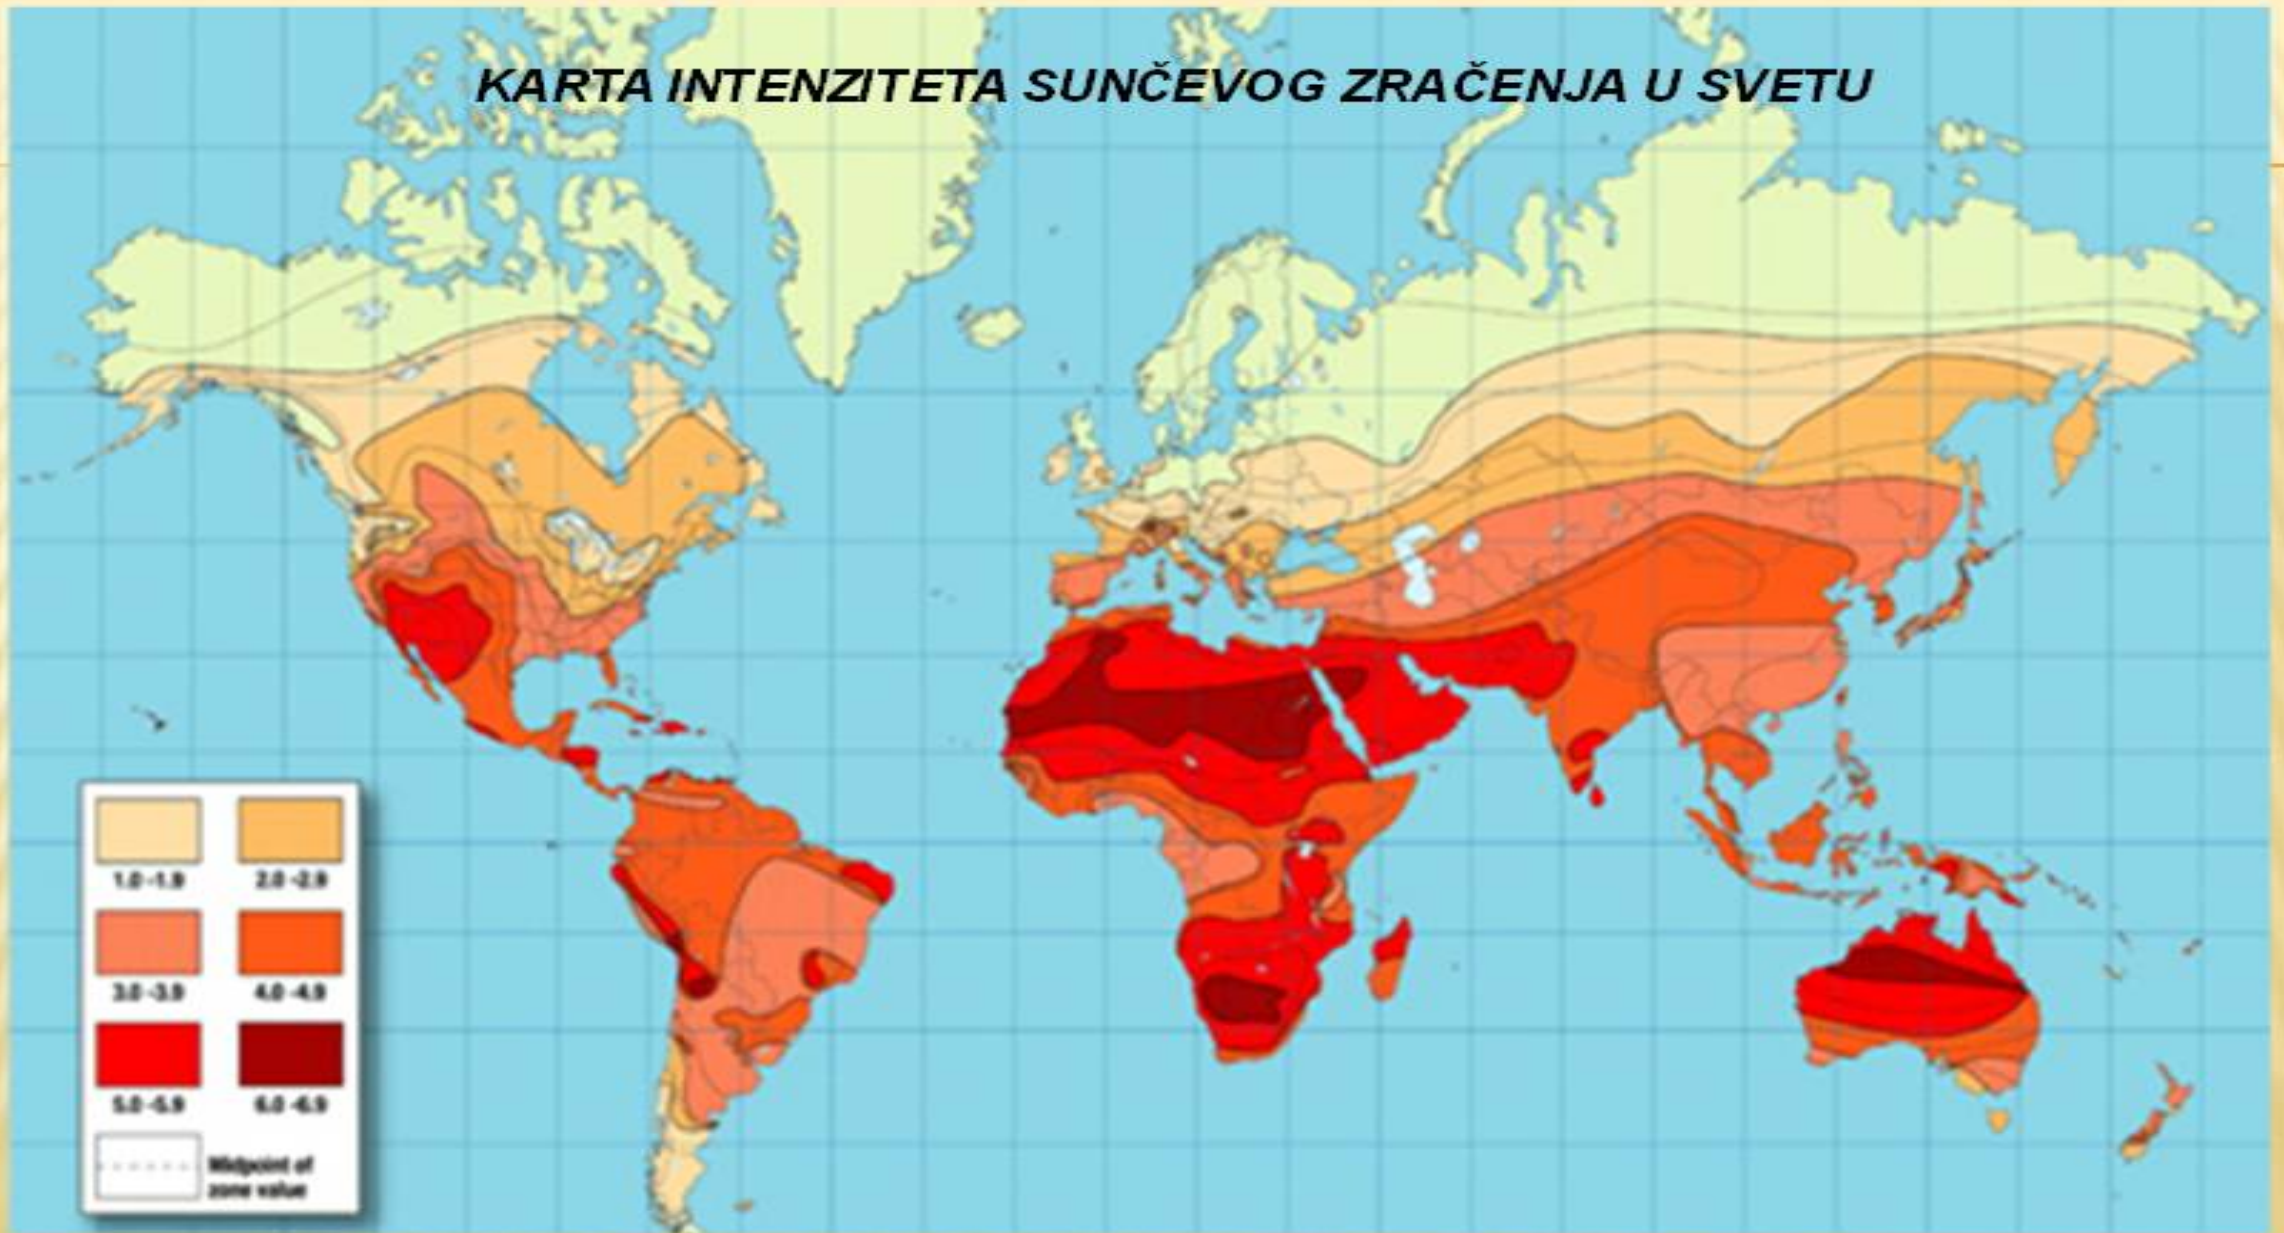 KARTA INTENZITETA SUNČEVOG ZRAČENJA U SVETU
1.0 -1.9 2.0 -2.9
3.0 -3.9 4.0 -4.9
5.0 -5.9 6.0 -6.9
Midpoint of
zone value